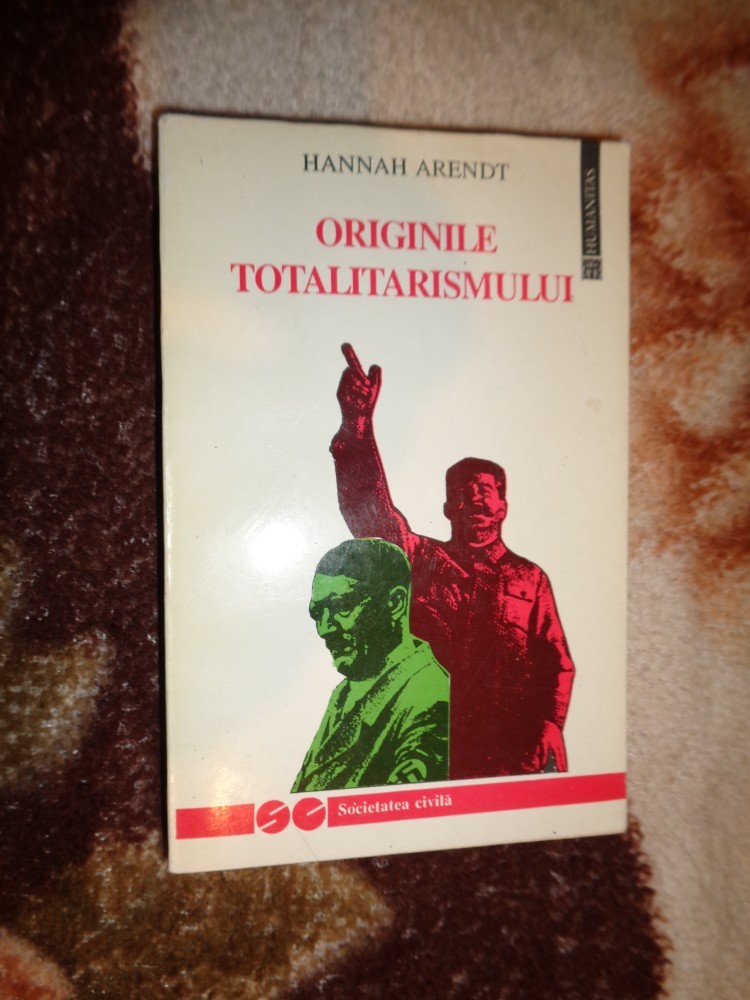 HANNAH ARENDT
HUMANITAS
ORIGINILE
TOTALITARISMULUI
SC Societatea civilă